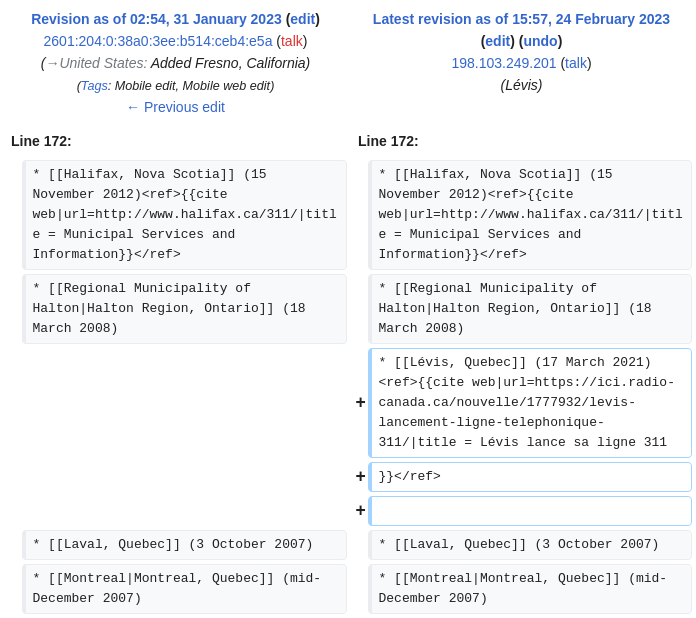 Revision as of 02:54, 31 January 2023 (edit)
2601:204:0:38a0:3ee:b514:ceb4:e5a (talk)
(→United States: Added Fresno, California)
(Tags: Mobile edit, Mobile web edit)
← Previous edit
Latest revision as of 15:57, 24 February 2023
(edit) (undo)
198.103.249.201 (talk)
(Lévis)
Line 172:
Line 172:
* [[Halifax, Nova Scotia]] (15
November 2012)<ref>{{cite
web|url=http://www.halifax.ca/311/|titl
e = Municipal Services and
Information}}</ref>
* [[Halifax, Nova Scotia]] (15
November 2012)<ref>{{cite
web|url=http://www.halifax.ca/311/|titl
e = Municipal Services and
Information}}</ref>
* [[Regional Municipality of
Halton|Halton Region, Ontario]] (18
March 2008)
* [[Regional Municipality of
Halton|Halton Region, Ontario]] (18
March 2008)
+
* [[Lévis, Quebec]] (17 March 2021)
<ref>{{cite web|url=https://ici.radio-
canada.ca/nouvelle/1777932/levis-
lancement-ligne-telephonique-
311/|title = Lévis lance sa ligne 311
+ }}</ref>
+
* [[Laval, Quebec]] (3 October 2007)
* [[Laval, Quebec]] (3 October 2007)
* [[Montreal|Montreal, Quebec]] (mid-
December 2007)
* [[Montreal|Montreal, Quebec]] (mid-
December 2007)